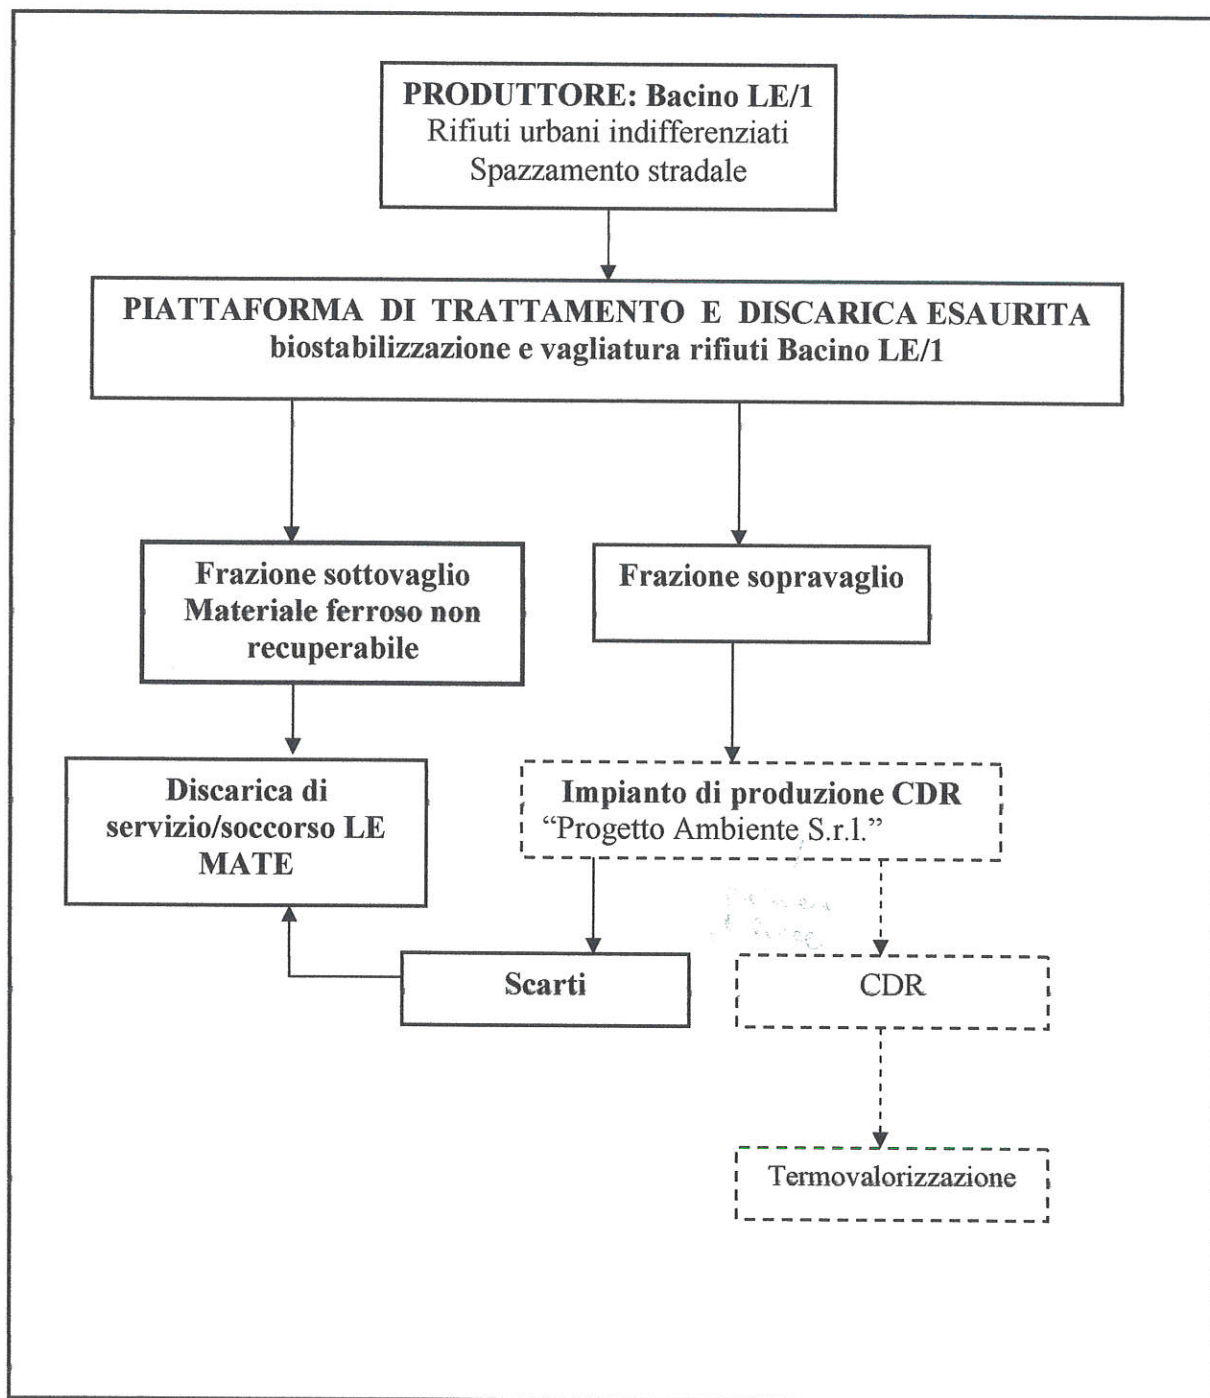 PRODUTTORE: Bacino LE/1
Rifiuti urbani indifferenziati
Spazzamento stradale
PIATTAFORMA DI TRATTAMENTO E DISCARICA ESAURITA
biostabilizzazione e vagliatura rifiuti Bacino LE/1
Frazione sottovaglio
Materiale ferroso non
recuperabile
Frazione sopravaglio
Discarica di
servizio/soccorso LE
MATE
Impianto di produzione CDR
“Progetto Ambiente S.r.l.”
Scarti
CDR
Termovalorizzazione